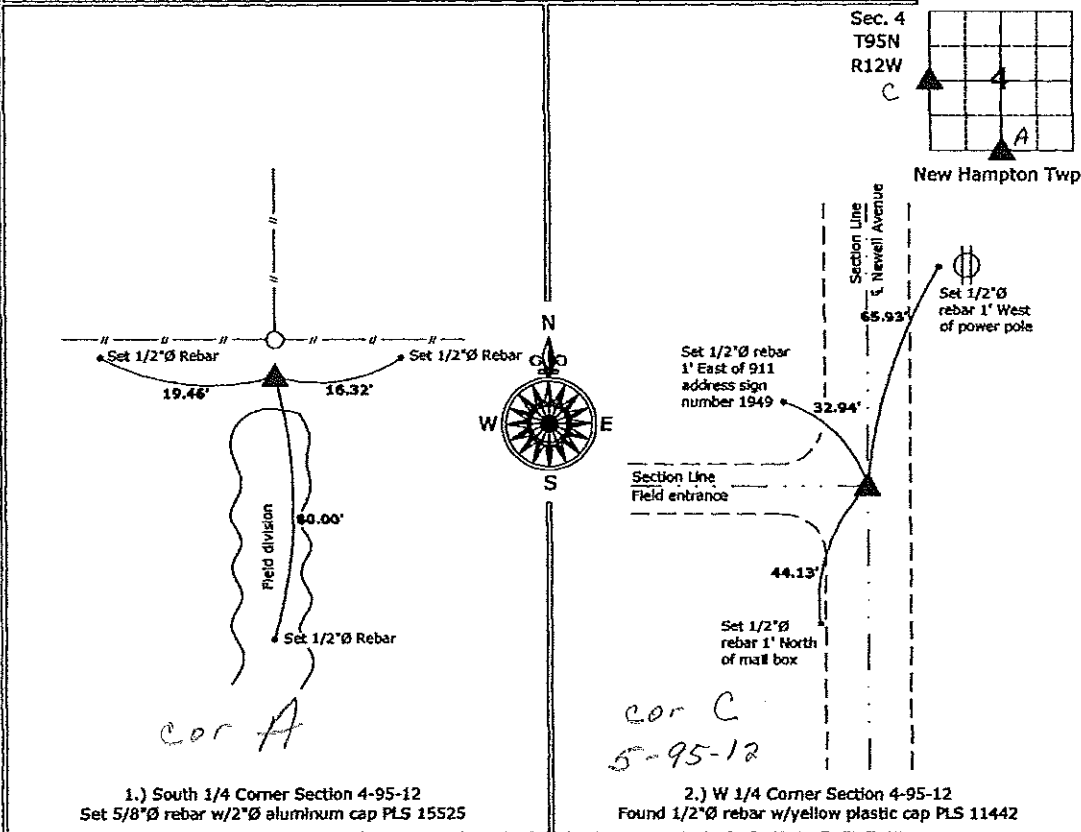 Sec. 4
T95N
R12W
C
4
A
New Hampton Twp
Set 1/2"Ø Rebar
Set 1/2"Ø Rebar
19.46'
16.32'
Field division
80.00'
Set 1/2"Ø Rebar
cor A
1.) South 1/4 Corner Section 4-95-12
Set 5/8"Ø rebar w/2"Ø aluminum cap PLS 15525
N
W
E
S
Section Line
℄ Newell Avenue
65.93'
Set 1/2"Ø
rebar 1' West
of power pole
Set 1/2"Ø rebar
1' East of 911
address sign
number 1949
32.94'
Section Line
Field entrance
44.13'
Set 1/2"Ø
rebar 1' North
of mail box
cor C
5-95-12
2.) W 1/4 Corner Section 4-95-12
Found 1/2"Ø rebar w/yellow plastic cap PLS 11442